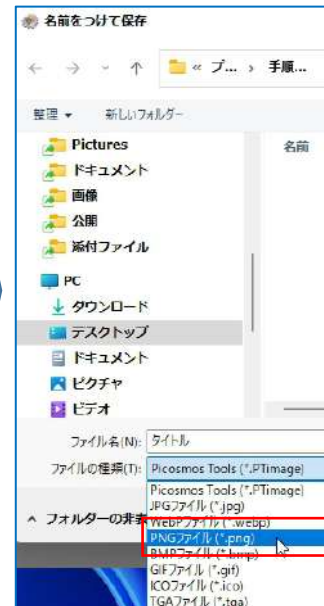 名前をつけて保存
« プ... › 手順...
整理 新しいフォルダー
名前
Pictures
ドキュメント
画像
公開
添付ファイル
PC
ダウンロード
デスクトップ
ドキュメント
ピクチャ
ビデオ
ファイル名(N): タイトル
ファイルの種類(T): Picosmos Tools (*.PTimage)
Picosmos Tools (*.PTimage)
JPGファイル (*.jpg)
WebPファイル (*.webp)
フォルダーの非表
PNGファイル (*.png)
BMPファイル (*.bmp)
GIFファイル (*.gif)
ICOファイル (*.ico)
TGAファイル (*.tga)